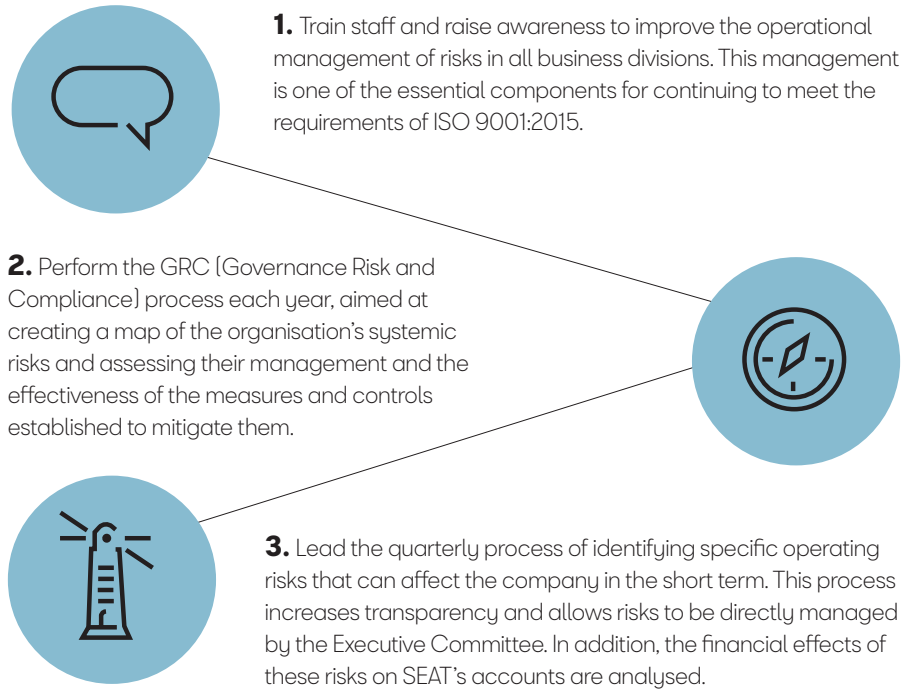 1. Train staff and raise awareness to improve the operational
management of risks in all business divisions. This management
is one of the essential components for continuing to meet the
requirements of ISO 9001:2015.
2. Perform the GRC (Governance Risk and
Compliance) process each year, aimed at
creating a map of the organisation's systemic
risks and assessing their management and the
effectiveness of the measures and controls
established to mitigate them.
3. Lead the quarterly process of identifying specific operating
risks that can affect the company in the short term. This process
increases transparency and allows risks to be directly managed
by the Executive Committee. In addition, the financial effects of
these risks on SEAT's accounts are analysed.